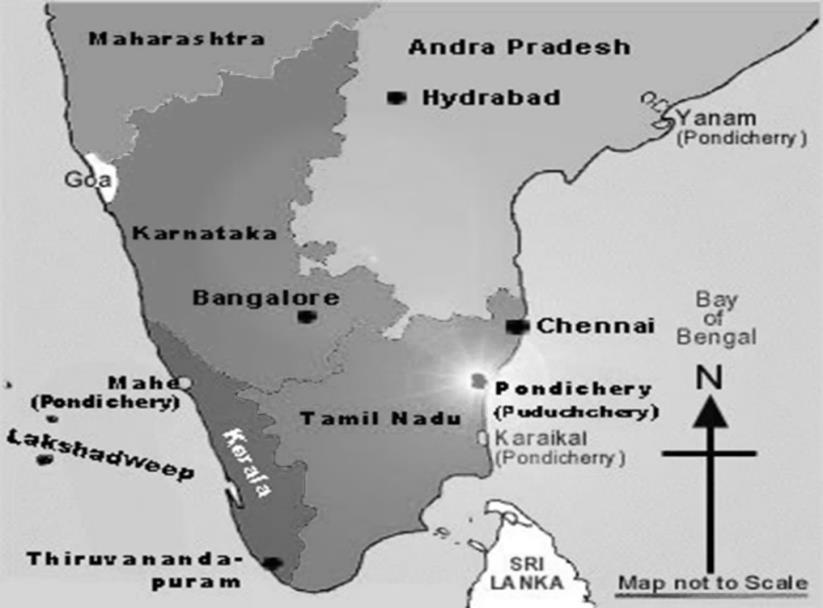 Maharashtra
Andra Pradesh
Hydrabad
Yanam
(Pondicherry)
Goa
Karnataka
Bangalore
Chennai
Bay
of
Bengal
Mahe
(Pondichery)
N
Pondichery
(Puduchchery)
Tamil Nadu
Karaikal
(Pondicherry)
Lakshadweep
Kerala
Thiruvananda-
puram
SRI
LANKA
Map not to Scale